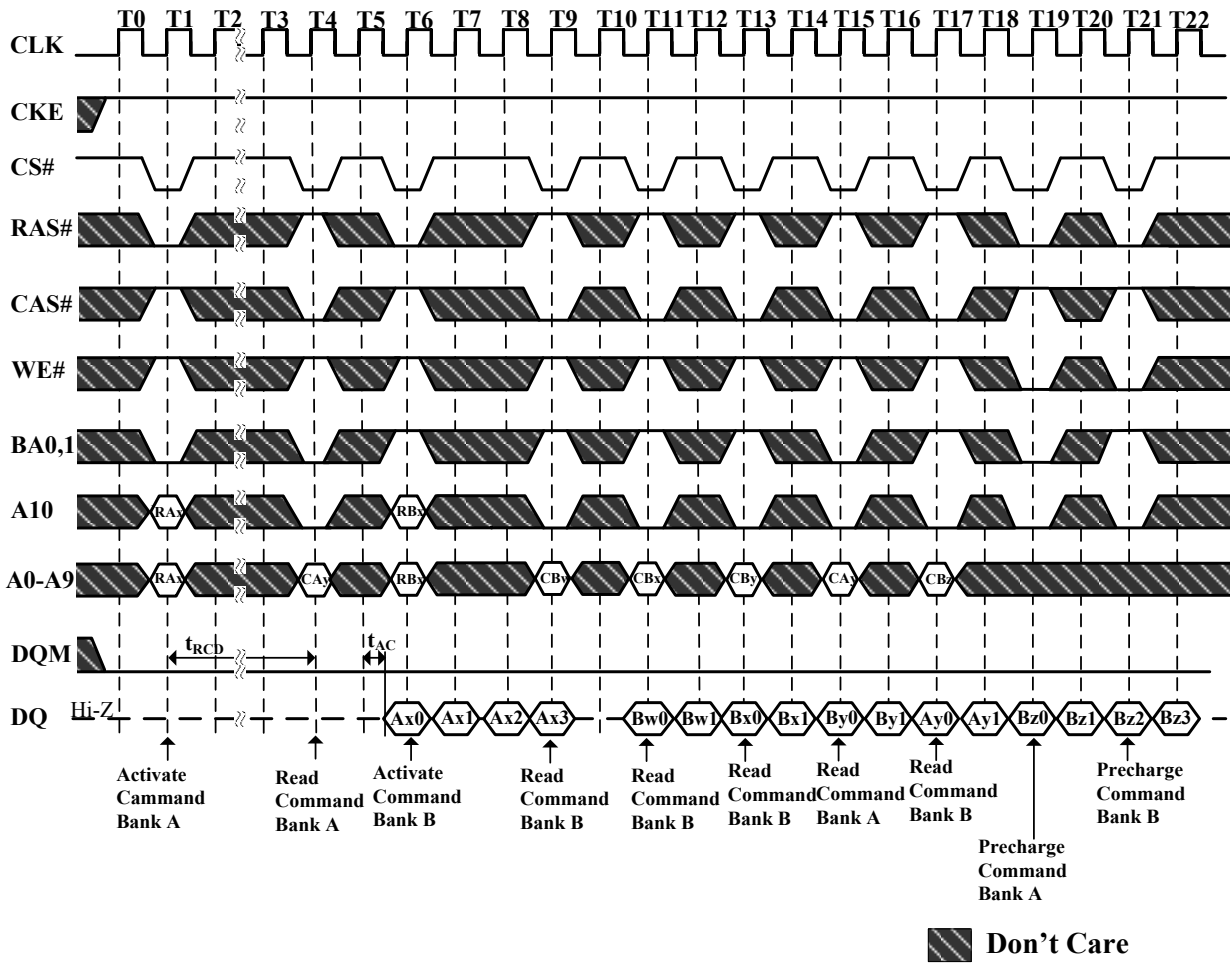 T0 T1 T2 T3 T4 T5 T6 T7 T8 T9 T10 T11 T12 T13 T14 T15 T16 T17 T18 T19 T20 T21 T22
CLK
CKE
CS#
RAS#
CAS#
WE#
BA0,1
A10 RAx RBx
A0-A9 RAx CAy RBx CBw CBx CBy CAy CBz
DQM tRCD tAC
DQ Hi-Z Ax0 Ax1 Ax2 Ax3 Bw0 Bw1 Bx0 Bx1 By0 By1 Ay0 Ay1 Bz0 Bz1 Bz2 Bz3
Activate
Cammand
Bank A
Read
Command
Bank A
Activate
Command
Bank B
Read
Command
Bank B
Read
Command
Bank B
Read
Command
Bank B
Read
Command
Bank A
Read
Command
Bank B
Precharge
Command
Bank A
Precharge
Command
Bank B
Don't Care